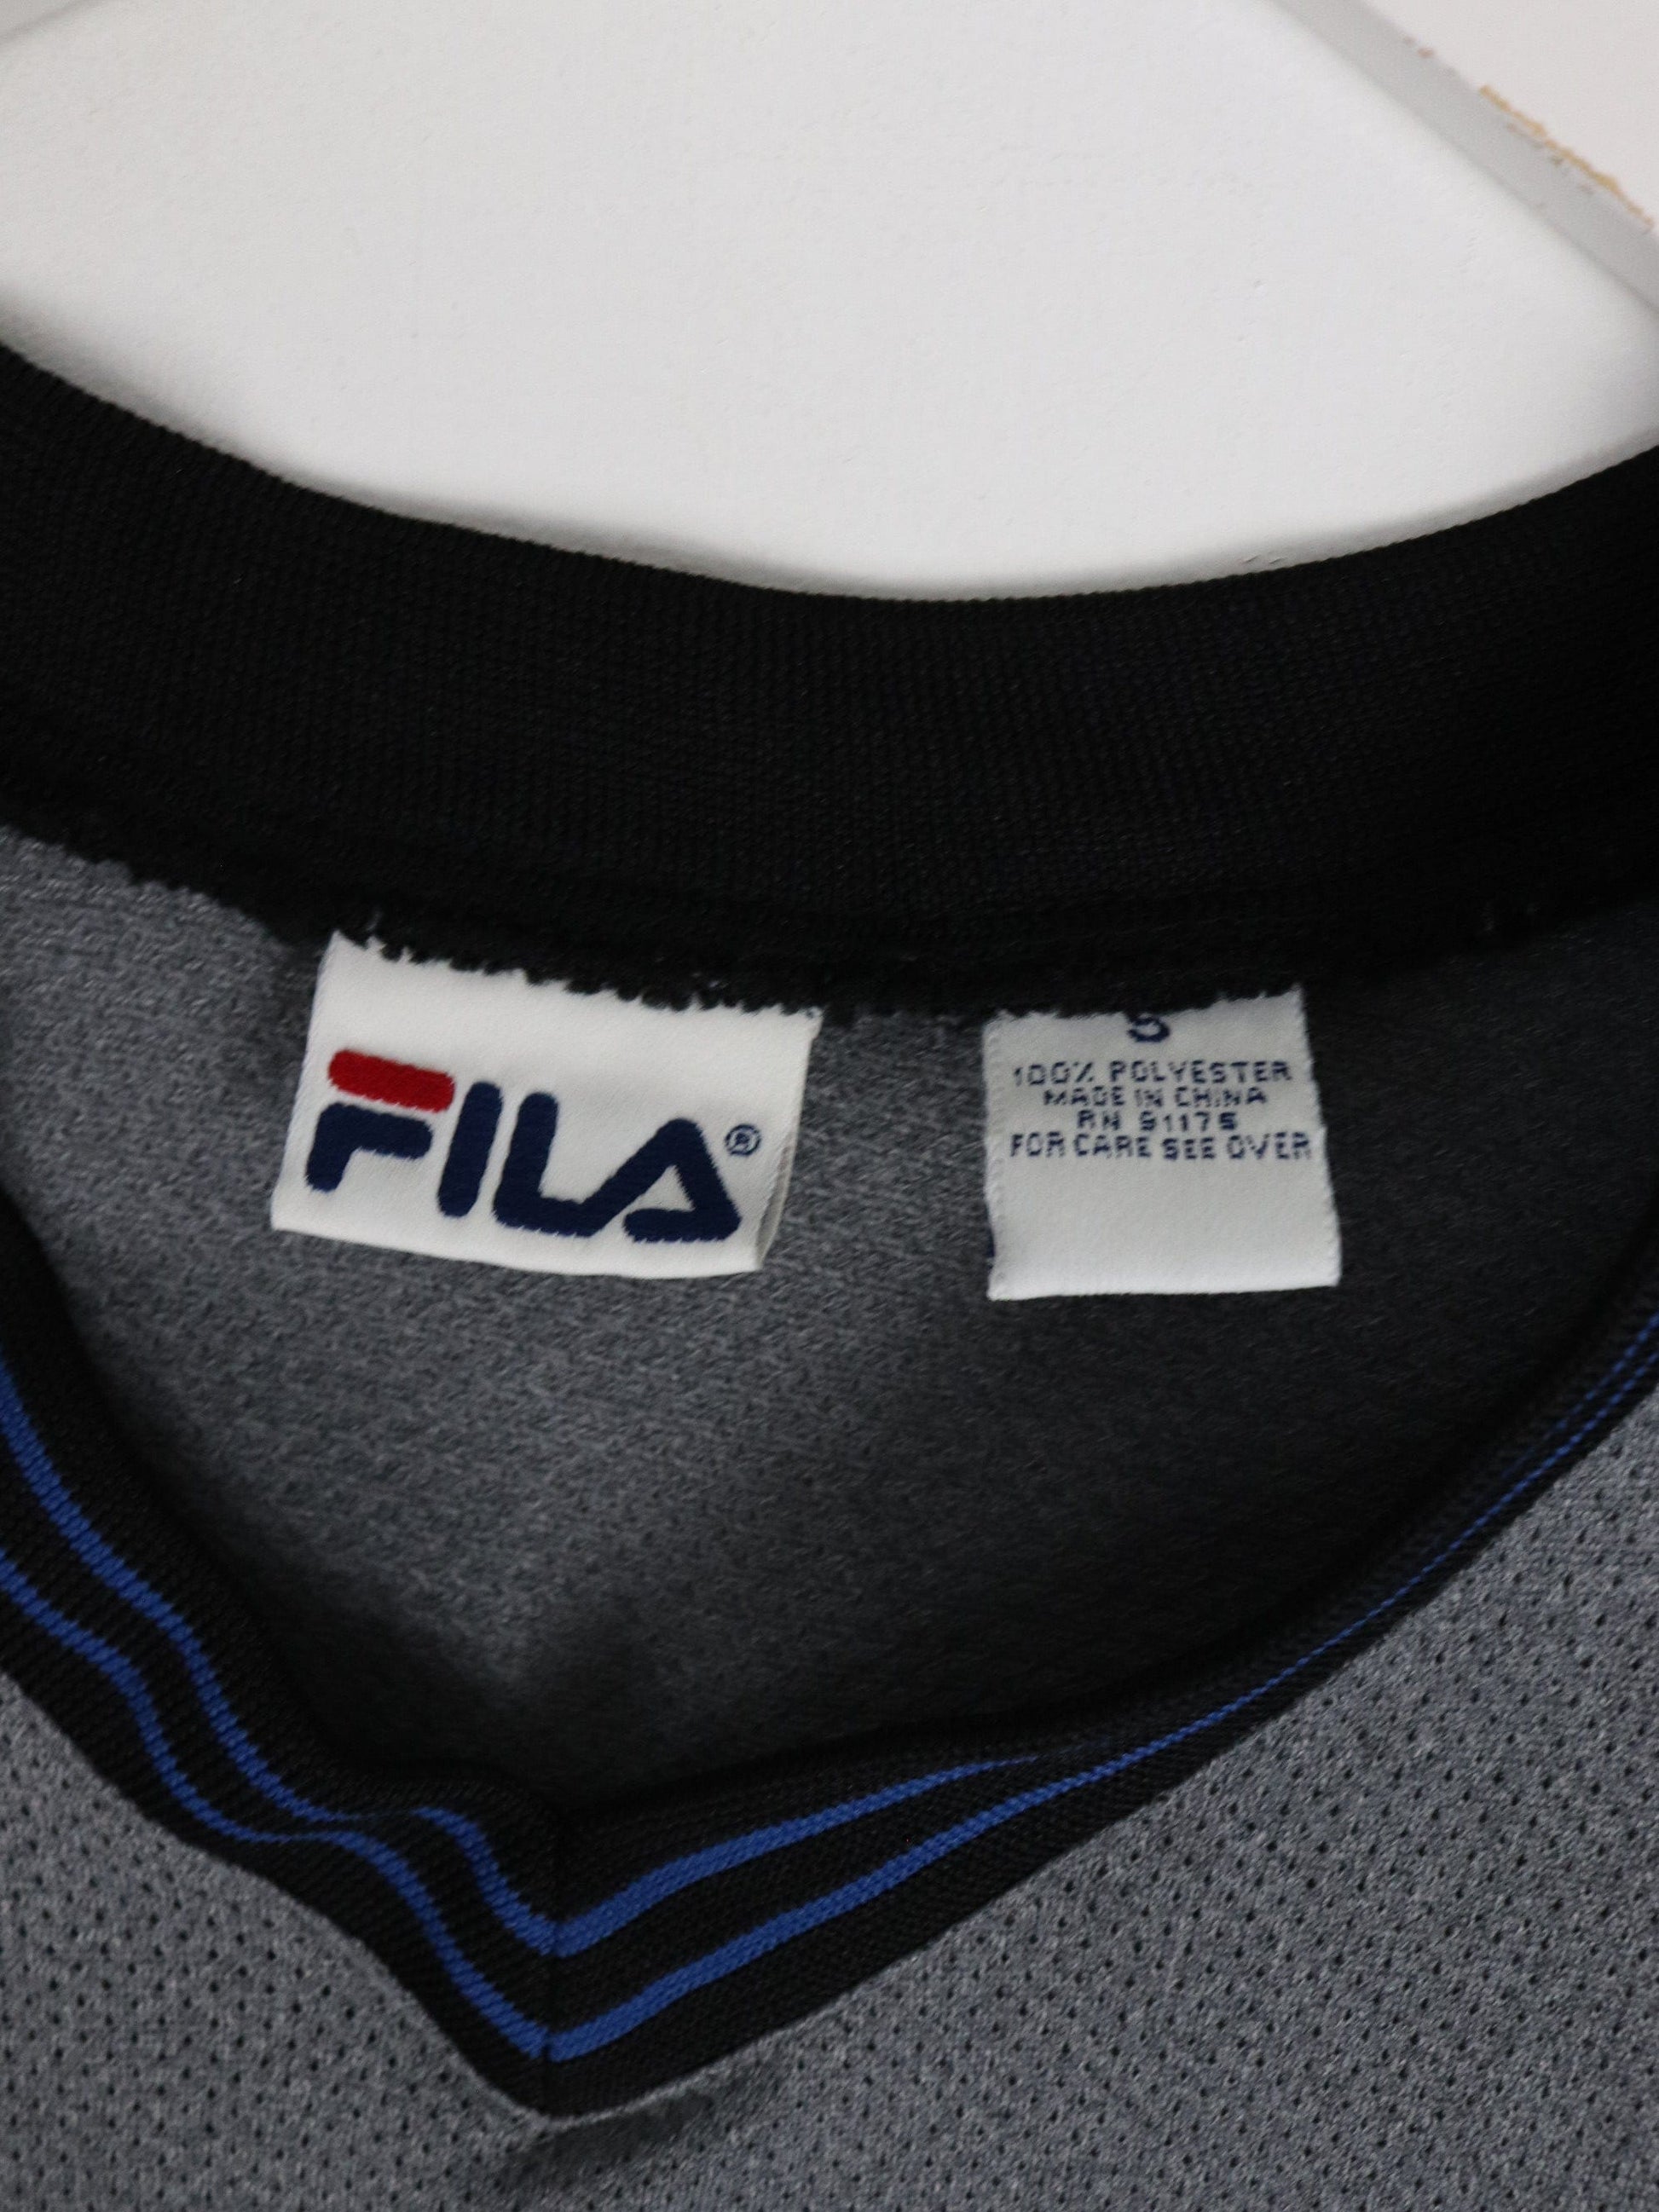 FILA®
S
100% POLYESTER
MADE IN CHINA
RN 91175
FOR CARE SEE OVER